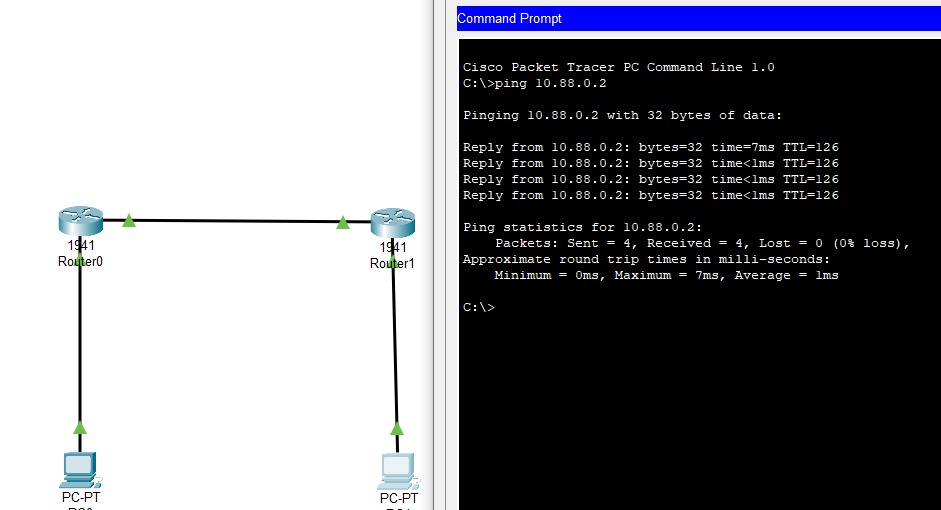 Command Prompt
Cisco Packet Tracer PC Command Line 1.0
C:\>ping 10.88.0.2
Pinging 10.88.0.2 with 32 bytes of data:
Reply from 10.88.0.2: bytes=32 time=7ms TTL=126
Reply from 10.88.0.2: bytes=32 time<1ms TTL=126
Reply from 10.88.0.2: bytes=32 time<1ms TTL=126
Reply from 10.88.0.2: bytes=32 time<1ms TTL=126
Ping statistics for 10.88.0.2:
Packets: Sent = 4, Received = 4, Lost = 0 (0% loss),
Approximate round trip times in milli-seconds:
Minimum = 0ms, Maximum = 7ms, Average = 1ms
C:\>
1941
Router0
1941
Router1
PC-PT
PC-PT